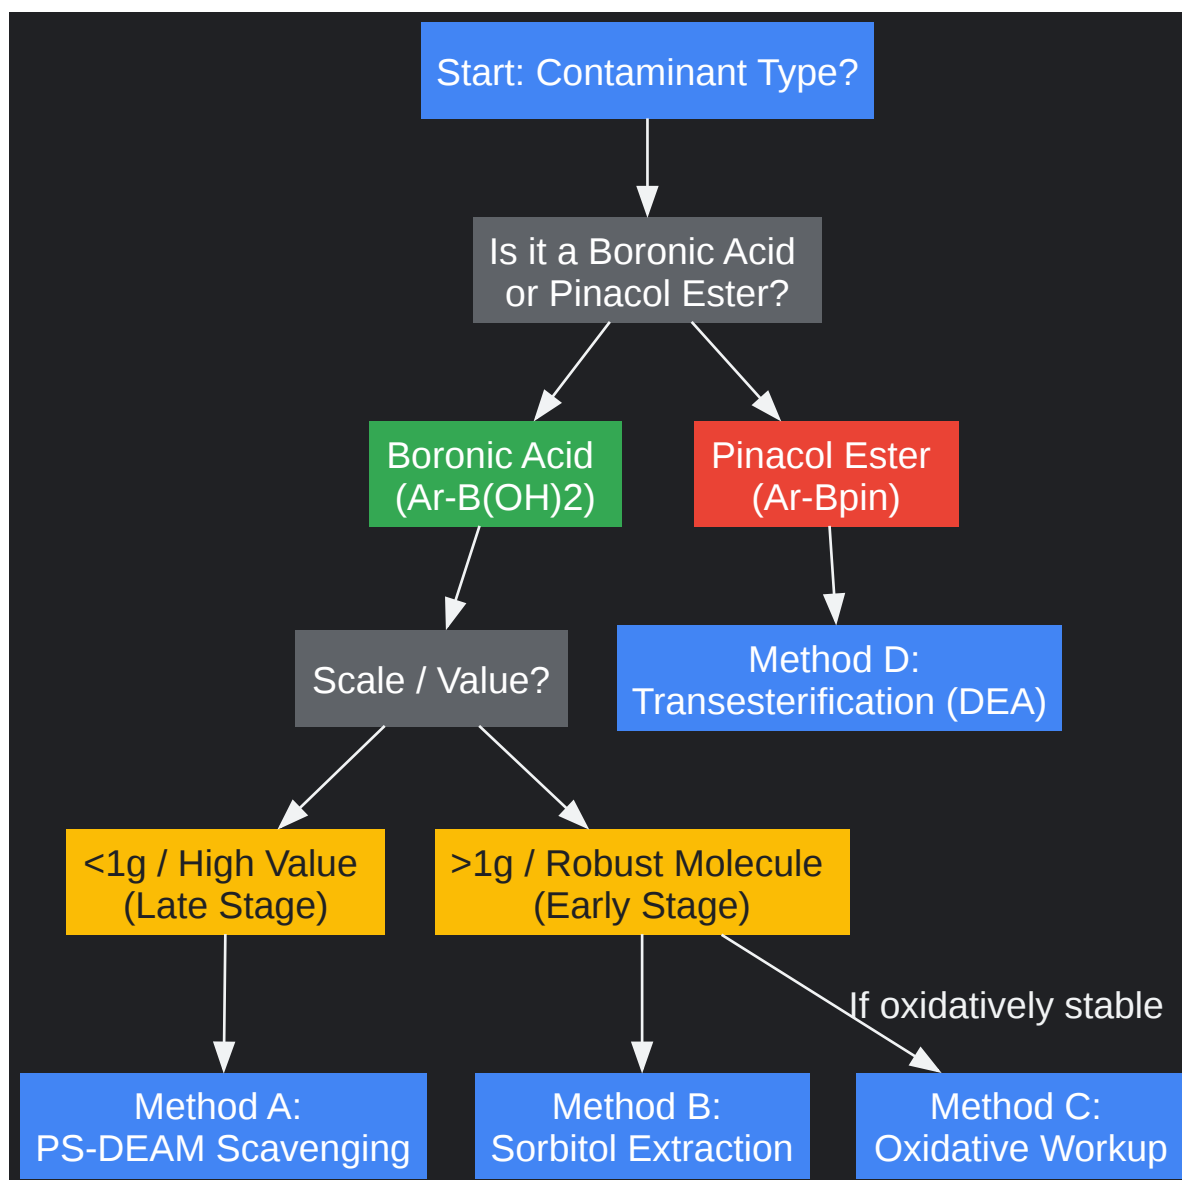 Start: Contaminant Type?
Is it a Boronic Acid
or Pinacol Ester?
Boronic Acid
(Ar-B(OH)2)
Pinacol Ester
(Ar-Bpin)
Scale / Value?
Method D:
Transesterification (DEA)
<1g / High Value
(Late Stage)
>1g / Robust Molecule
(Early Stage)
If oxidatively stable
Method A:
PS-DEAM Scavenging
Method B:
Sorbitol Extraction
Method C:
Oxidative Workup